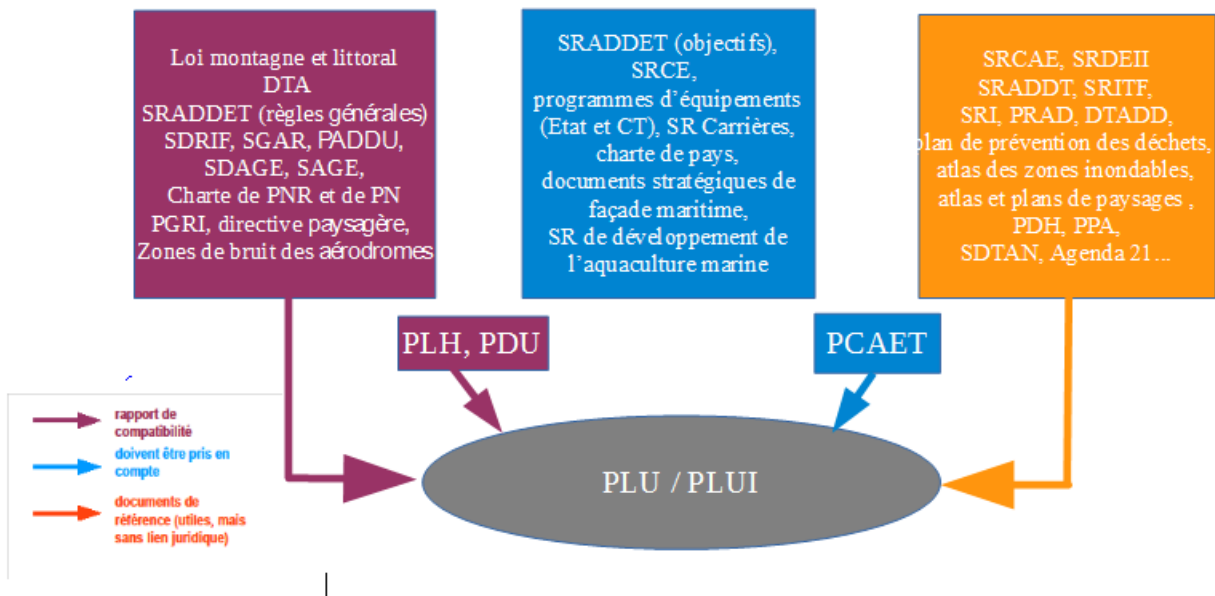 Loi montagne et littoral
DTA
SRADDET (règles générales)
SDRIF, SGAR, PADDU,
SDAGE, SAGE,
Charte de PNR et de PN
PGRI, directive paysagère,
Zones de bruit des aérodromes
SRADDET (objectifs),
SRCE,
programmes d'équipements
(Etat et CT), SR Carrières,
charte de pays,
documents stratégiques de
façade maritime,
SR de développement de
l'aquaculture marine
SRCAE, SRDEII
SRADDT, SRITF,
SRI, PRAD, DTADD,
plan de prévention des déchets,
atlas des zones inondables,
atlas et plans de paysages ,
PDH, PPA,
SDTAN, Agenda 21...
PLH, PDU
PCAET
rapport de
compatibilité
doivent être pris en
compte
documents de
référence (utiles, mais
sans lien juridique)
PLU / PLUI